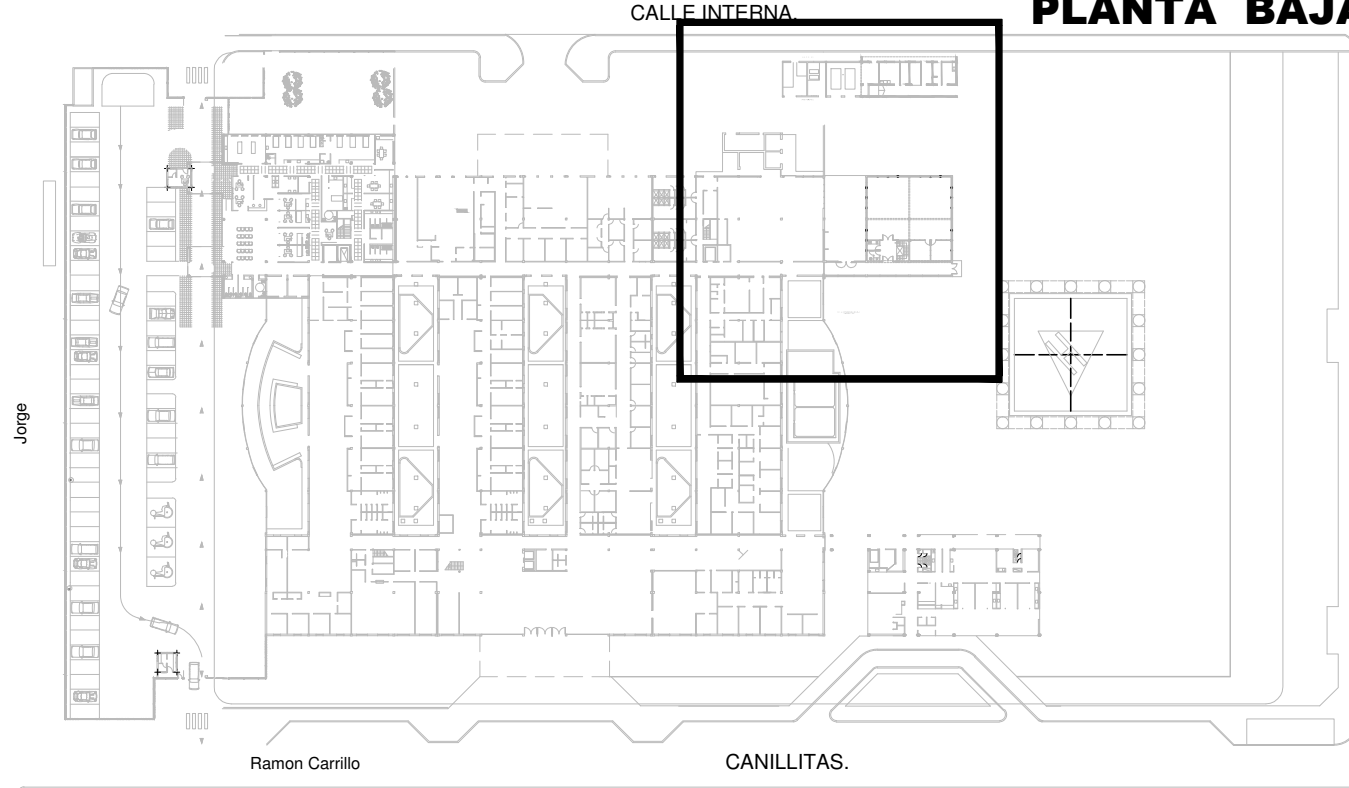 CALLE INTERNA.
PLANTA BAJA
Jorge
Ramon Carrillo
CANILLITAS.